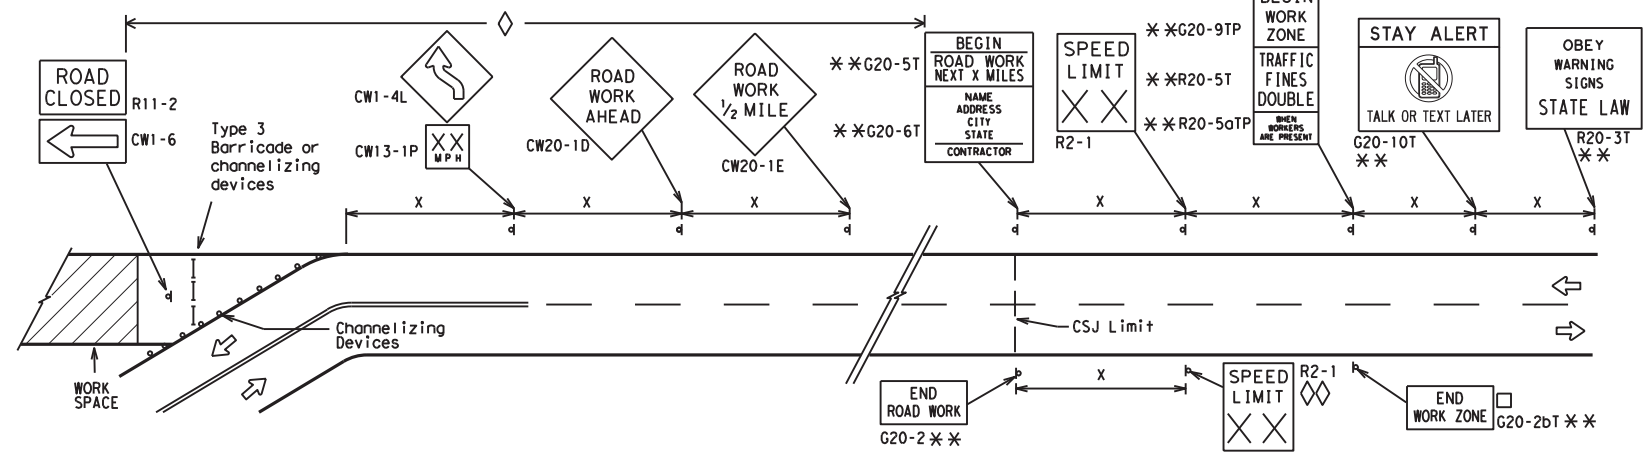 ROAD
CLOSED
R11-2
CW1-6
Type 3
Barricade or
channelizing
devices
CW1-4L
XX
MPH
CW13-1P
ROAD
WORK
AHEAD
CW20-1D
ROAD
WORK
1/2 MILE
CW20-1E
**G20-5T
BEGIN
ROAD WORK
NEXT X MILES
**G20-6T
NAME
ADDRESS
CITY
STATE
CONTRACTOR
SPEED
LIMIT
XX
R2-1
**G20-9TP
BEGIN
WORK
ZONE
**R20-5T
TRAFFIC
FINES
DOUBLE
**R20-5aTP
WHEN
WORKERS
ARE PRESENT
STAY ALERT
TALK OR TEXT LATER
G20-10T
**
OBEY
WARNING
SIGNS
STATE LAW
R20-3T
**
X
X
X
X
X
X
X
Channelizing
Devices
WORK
SPACE
CSJ Limit
END
ROAD WORK
G20-2**
X
SPEED
LIMIT
XX
R2-1
END
WORK ZONE
G20-2bT **